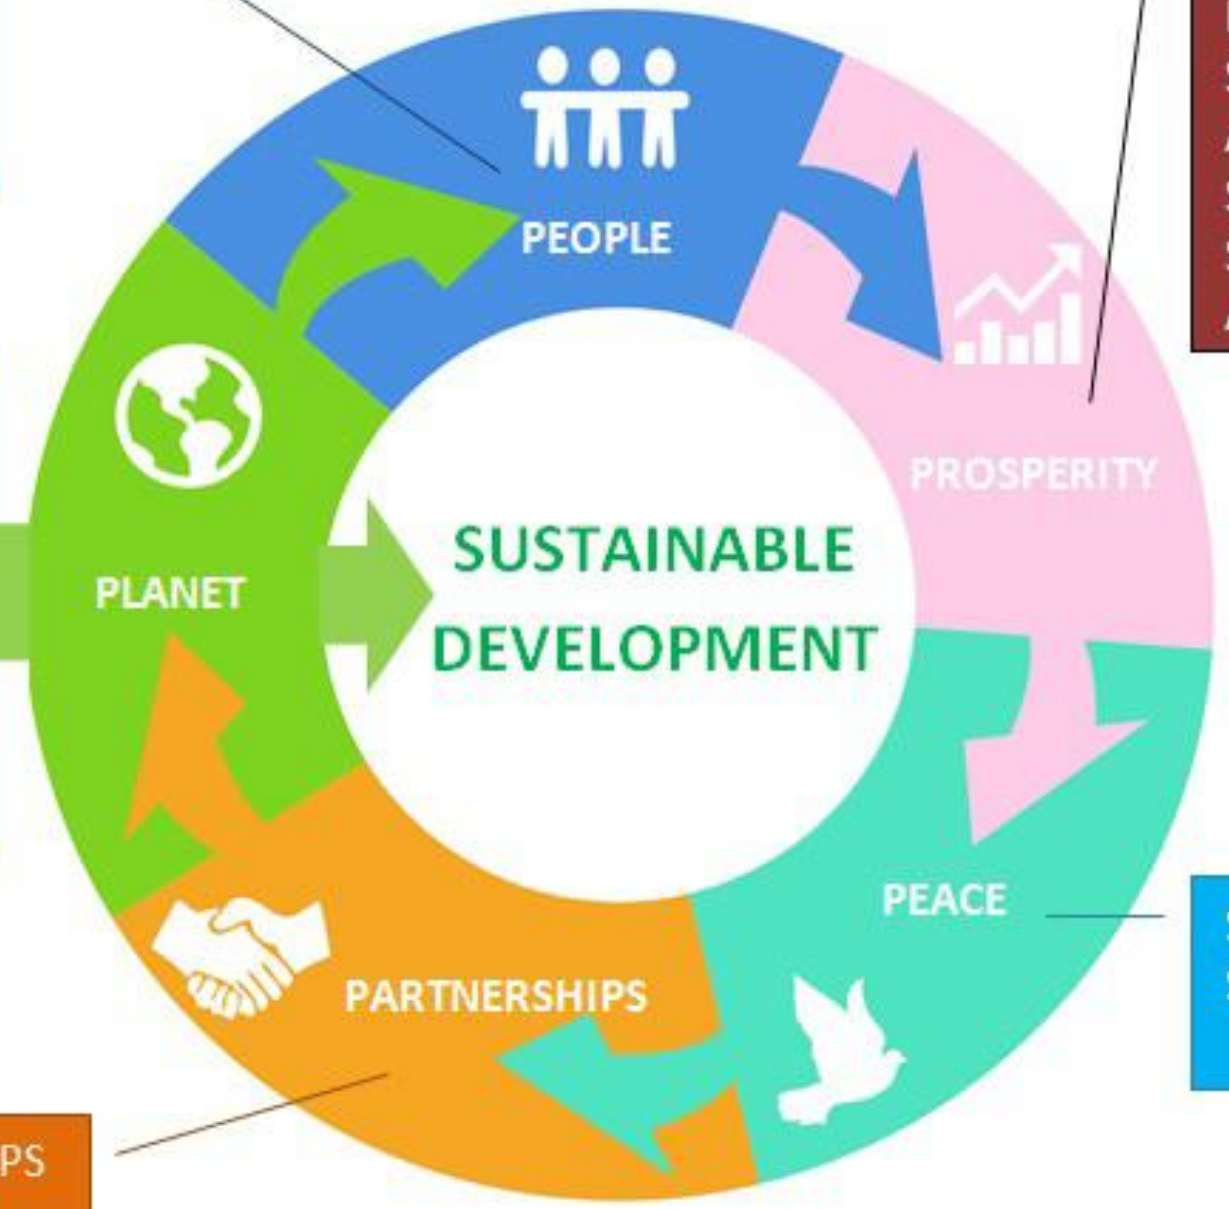 PEOPLE
PROSPERITY
SUSTAINABLE
DEVELOPMENT
PLANET
PEACE
PARTNERSHIPS
PS